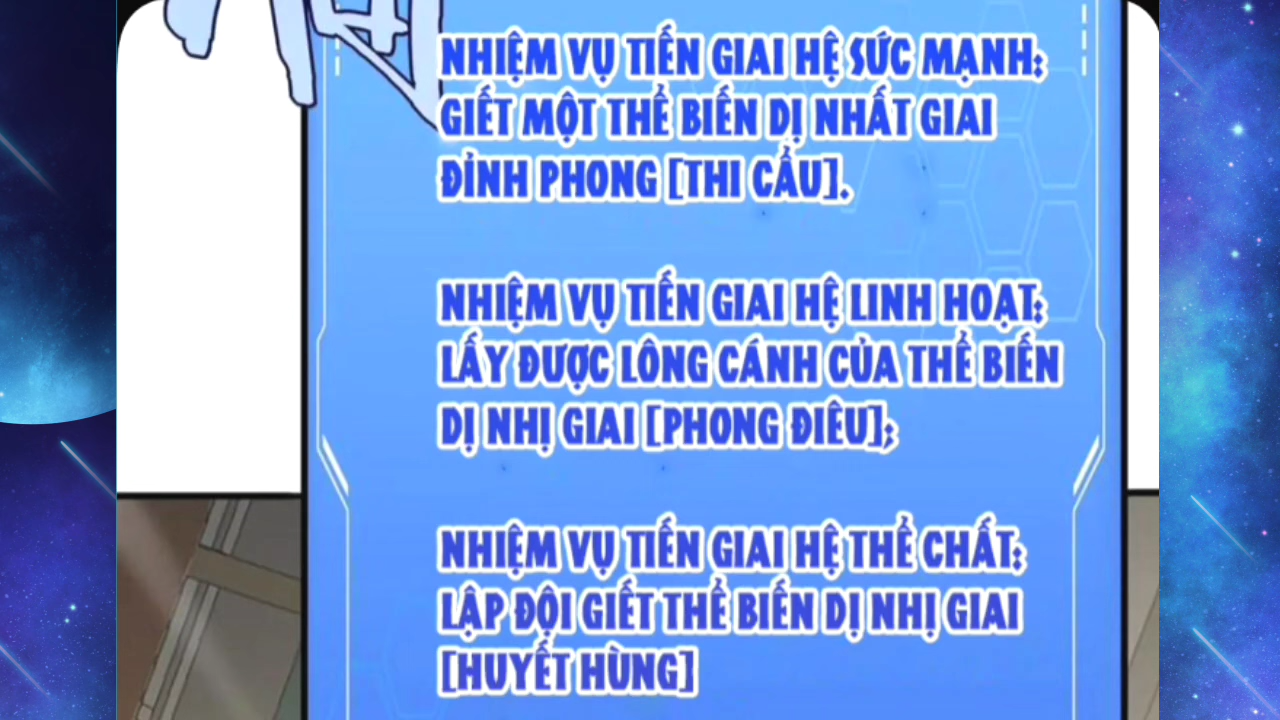 NHIỆM VỤ TIẾN GIAI HỆ SỨC MẠNH:
GIẾT MỘT THỂ BIẾN DỊ NHẤT GIAI
ĐỈNH PHONG [THI CẨU].
NHIỆM VỤ TIẾN GIAI HỆ LINH HOẠT:
LẤY ĐƯỢC LÔNG CÁNH CỦA THỂ BIẾN
DỊ NHỊ GIAI [PHONG ĐIÊU];
NHIỆM VỤ TIẾN GIAI HỆ THỂ CHẤT:
LẬP ĐỘI GIẾT THỂ BIẾN DỊ NHỊ GIAI
[HUYẾT HÙNG]